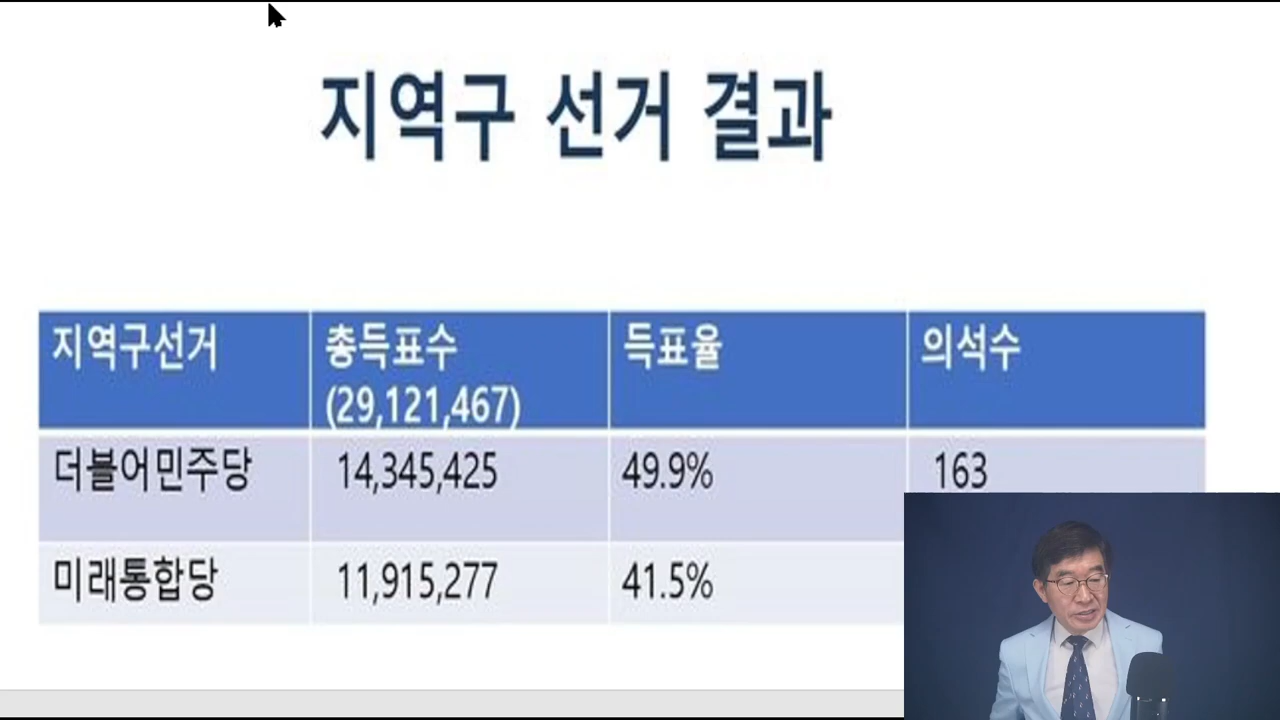 지역구 선거 결과
지역구선거 총득표수 득표율 의석수
(29,121,467)
더불어민주당 14,345,425 49.9% 163
미래통합당 11,915,277 41.5%